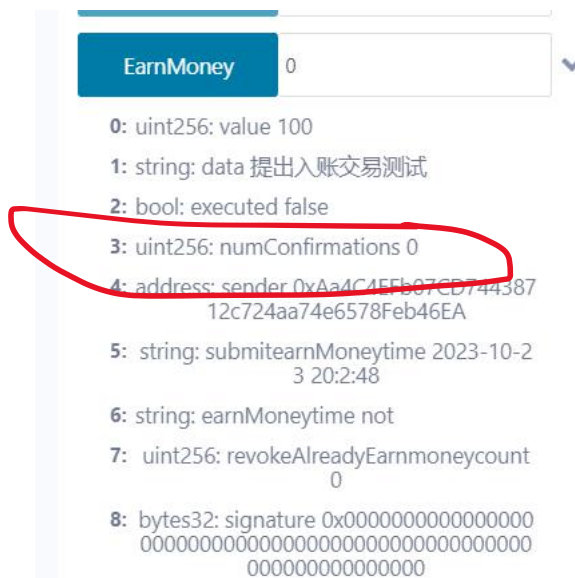 EarnMoney 0
0: uint256: value 100
1: string: data 提出入账交易测试
2: bool: executed false
3: uint256: numConfirmations 0
4: address: sender 0xAa4C4EFb07CD744387
12c724aa74e6578Feb46EA
5: string: submitearnMoneytime 2023-10-2
3 20:2:48
6: string: earnMoneytime not
7: uint256: revokeAlreadyEarnmoneycount
0
8: bytes32: signature 0x0000000000000000
000000000000000000000000000000000
000000000000000